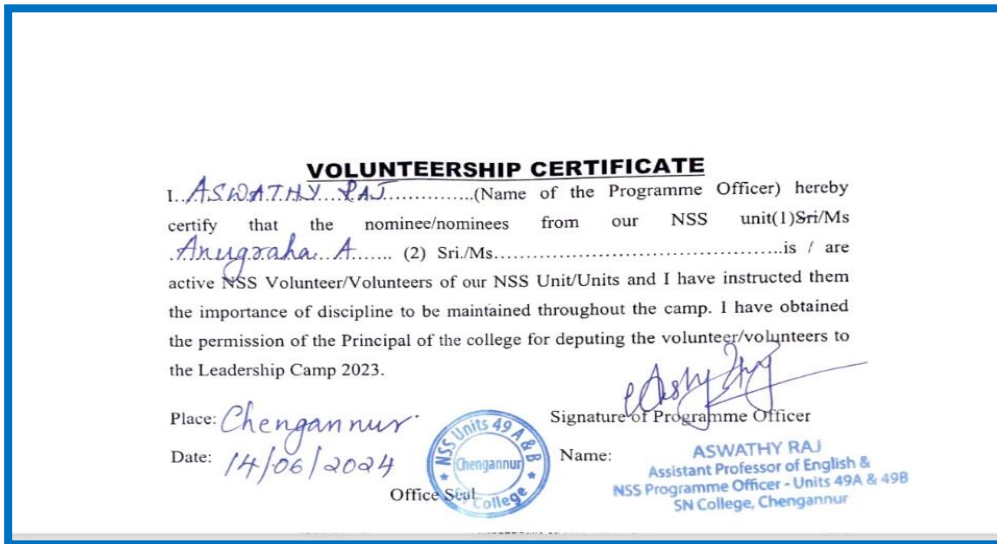 VOLUNTEERSHIP CERTIFICATE
I..ASWATHY RAJ................(Name of the Programme Officer) hereby
certify that the nominee/nominees from our NSS unit(1)Sri/Ms
.Anugraha A....... (2) Sri./Ms............................................is / are
active NSS Volunteer/Volunteers of our NSS Unit/Units and I have instructed them
the importance of discipline to be maintained throughout the camp. I have obtained
the permission of the Principal of the college for deputing the volunteer/volunteers to
the Leadership Camp 2023.
Place: Chengannur
Date: 14/06/2024
NSS Units 49 A & B
Chengannur
College
Office Seal
Signature of Programme Officer
Name:
ASWATHY RAJ
Assistant Professor of English &
NSS Programme Officer - Units 49A & 49B
SN College, Chengannur